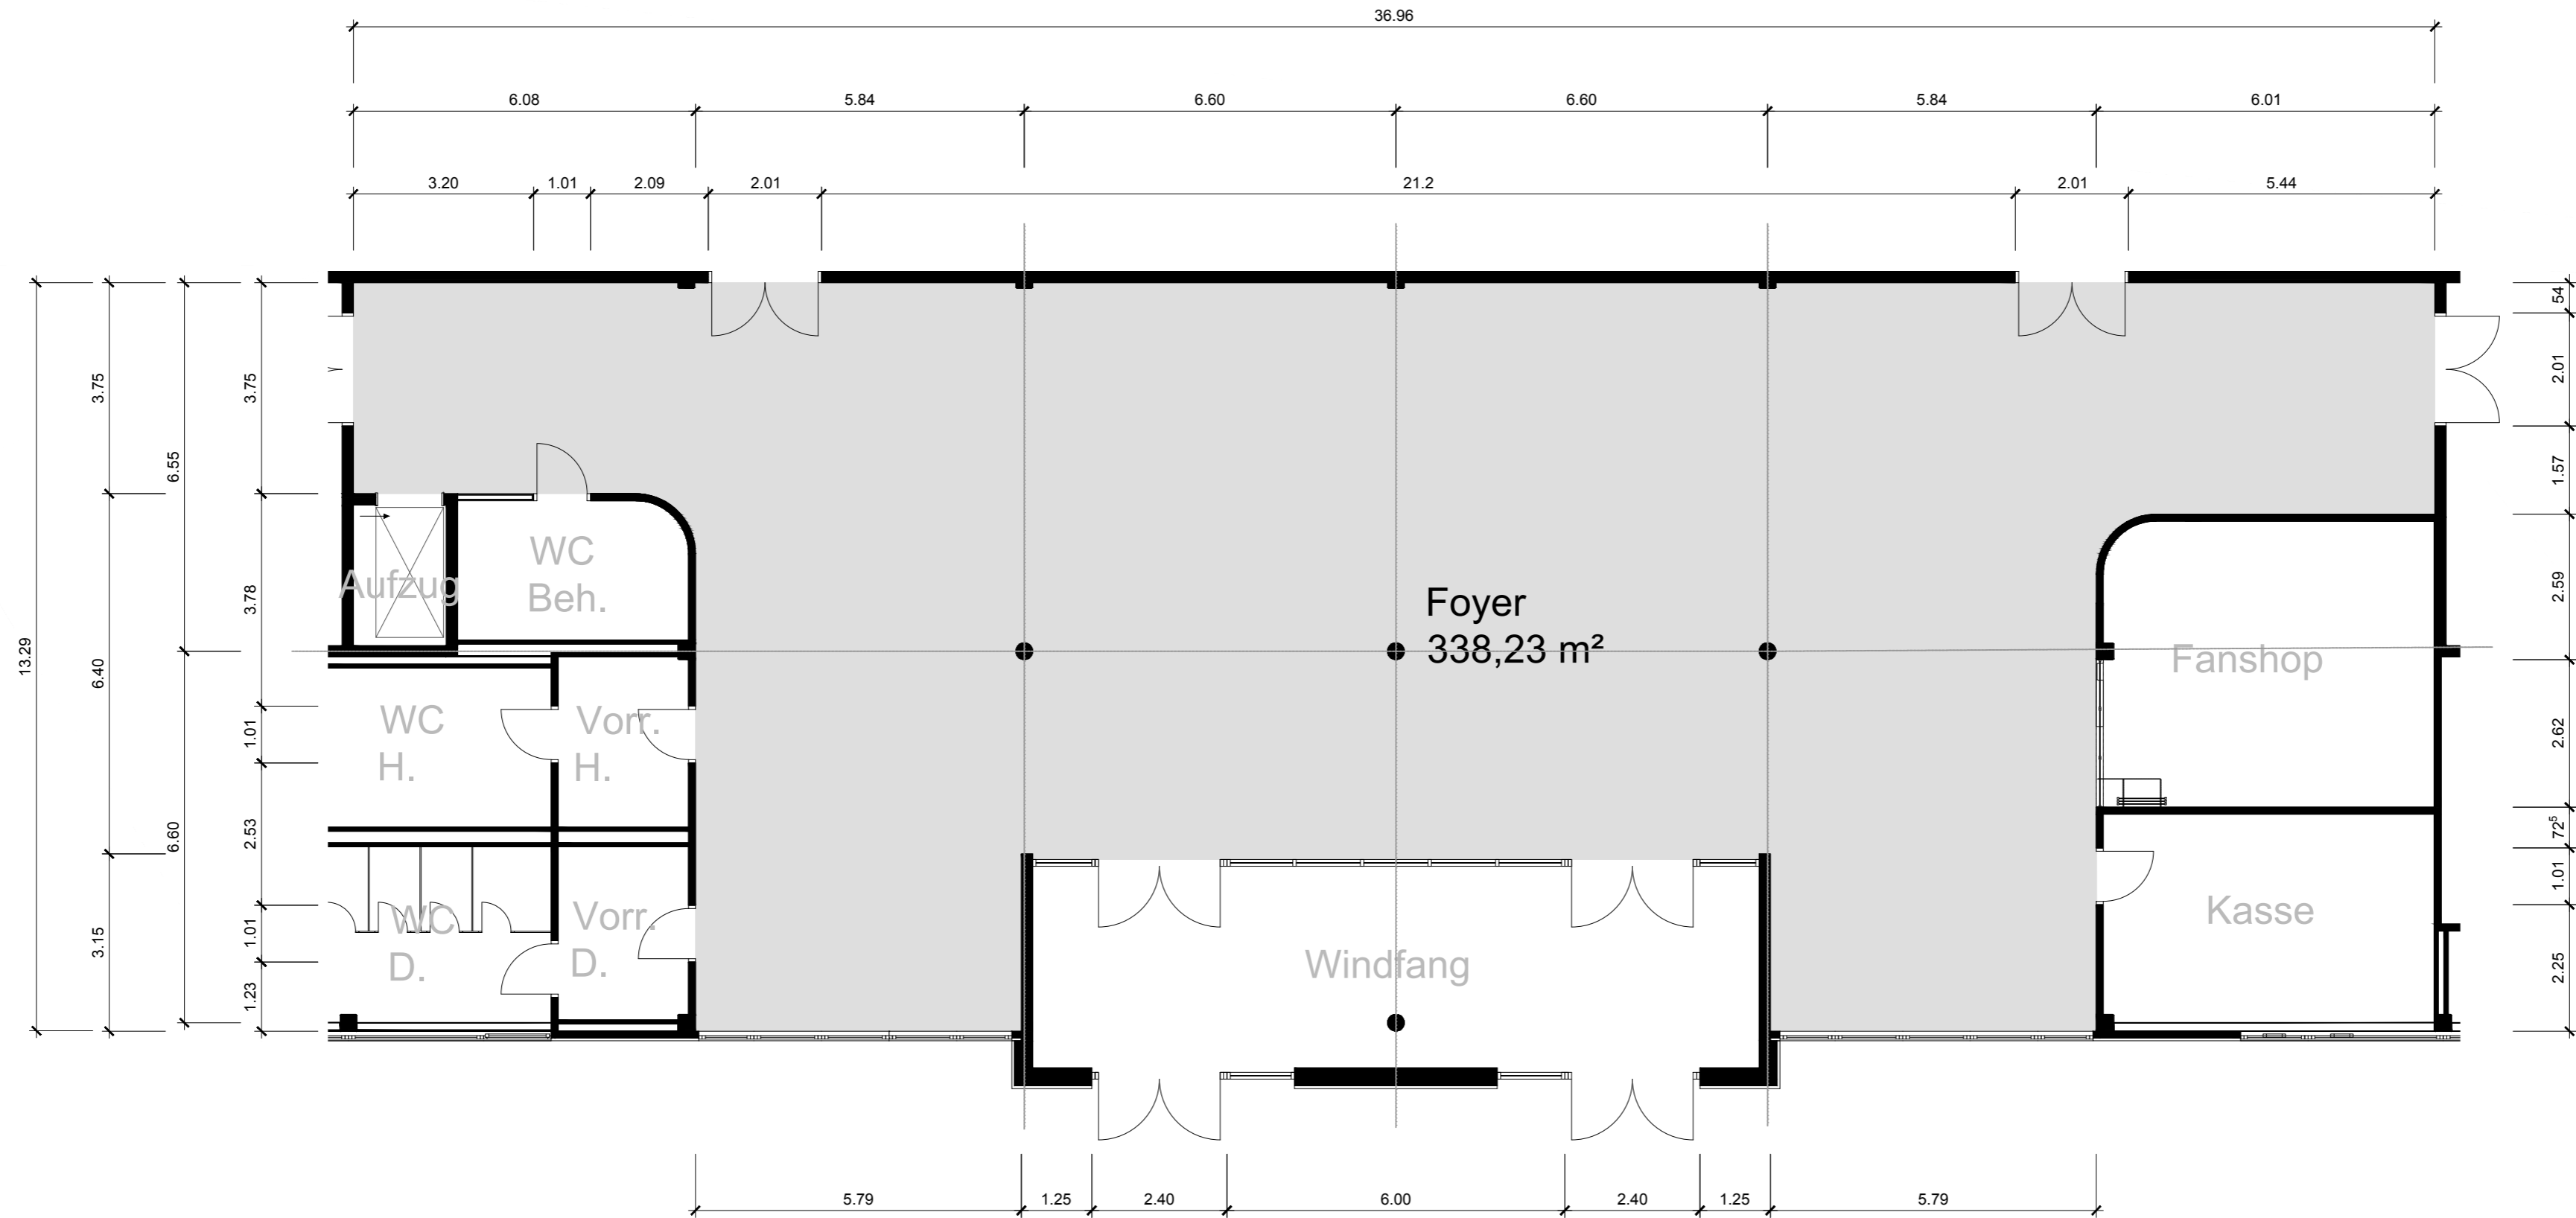 36.96
6.08 5.84 6.60 6.60 5.84 6.01
3.20 1.01 2.09 2.01 21.2 2.01 5.44
13.29
3.75
6.40
3.15
6.55
6.60
3.75
3.78
1.01
2.53
1.01
1.23
WC
Beh.
Aufzug
WC
H.
Vorr.
H.
WC
D.
Vorr.
D.
Foyer
338,23 m²
Windfang
Fanshop
Kasse
54
2.01
1.57
2.59
2.62
72⁵
1.01
2.25
5.79 1.25 2.40 6.00 2.40 1.25 5.79